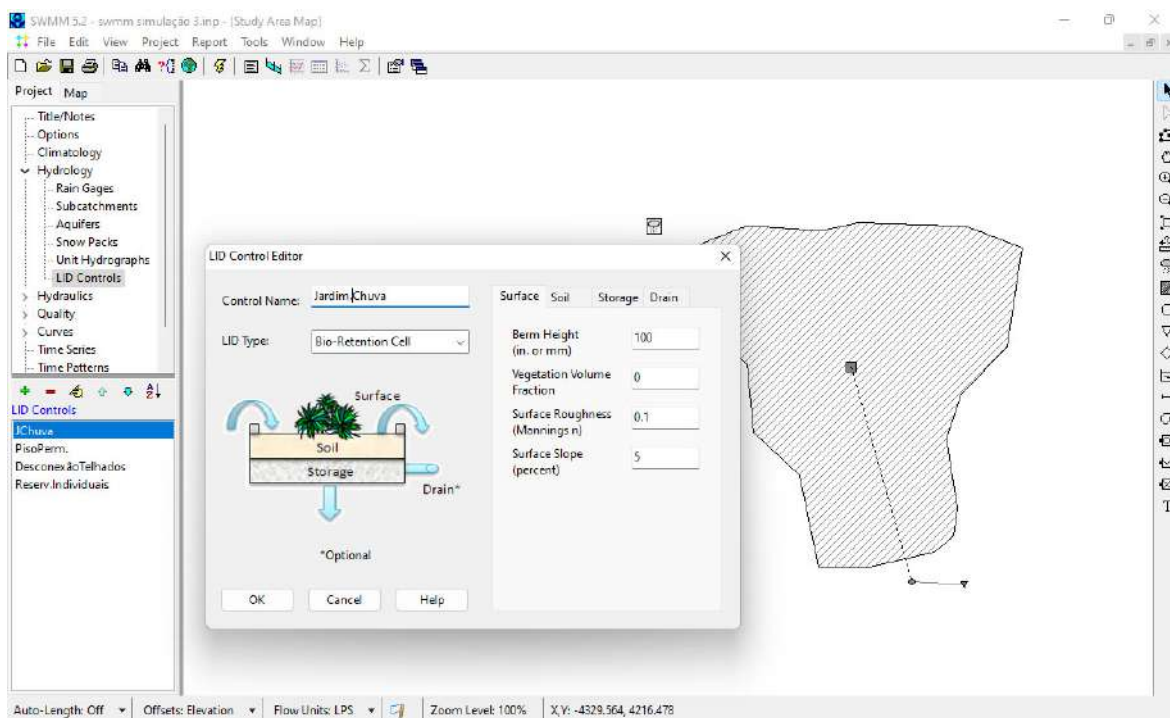 SWMM 5.2 - swmm simulação 3.inp - [Study Area Map]
File Edit View Project Report Tools Window Help
Project Map
Title/Notes
Options
Climatology
Hydrology
Rain Gages
Subcatchments
Aquifers
Snow Packs
Unit Hydrographs
LID Controls
Hydraulics
Quality
Curves
Time Series
Time Patterns
LID Controls
JChuva
PisoPerm.
DesconexãoTelhados
Reserv.Individuais
LID Control Editor
Control Name: Jardim.Chuva
LID Type: Bio-Retention Cell
Surface
Soil
Storage
Drain*
*Optional
OK Cancel Help
Surface Soil Storage Drain
Berm Height 100
(in. or mm)
Vegetation Volume 0
Fraction
Surface Roughness 0.1
(Mannings n)
Surface Slope 5
(percent)
T
Auto-Length: Off Offsets: Elevation Flow Units: LPS Zoom Level: 100% X,Y: -4329.564, 4216.478